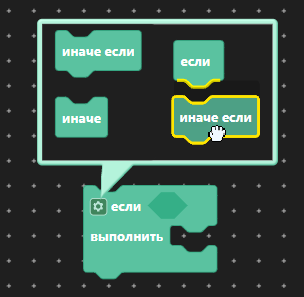 иначе если
если
иначе
иначе если
если
выполнить